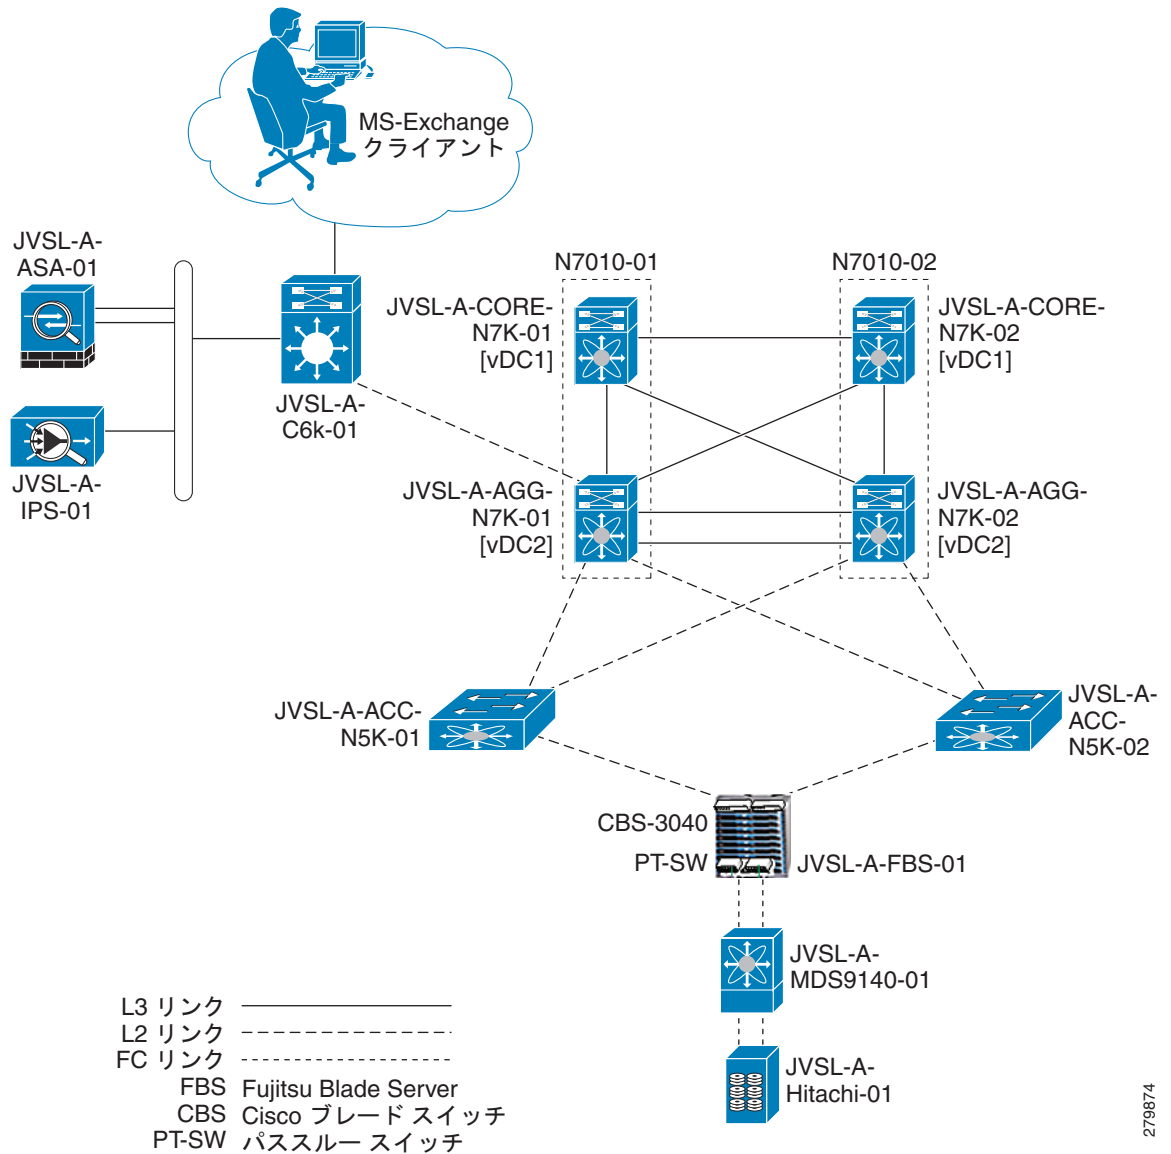 MS-Exchange
クライアント
JVSL-A-
ASA-01
N7010-01
N7010-02
JVSL-A-CORE-
N7K-01
[vDC1]
JVSL-A-CORE-
N7K-02
[vDC1]
JVSL-A-
C6k-01
JVSL-A-
IPS-01
JVSL-A-AGG-
N7K-01
[vDC2]
JVSL-A-AGG-
N7K-02
[vDC2]
JVSL-A-ACC-
N5K-01
JVSL-A-
ACC-
N5K-02
CBS-3040
PT-SW
JVSL-A-FBS-01
JVSL-A-
MDS9140-01
JVSL-A-
Hitachi-01
L3 リンク
L2 リンク
FC リンク
FBS Fujitsu Blade Server
CBS Cisco ブレード スイッチ
PT-SW パススルー スイッチ
279874